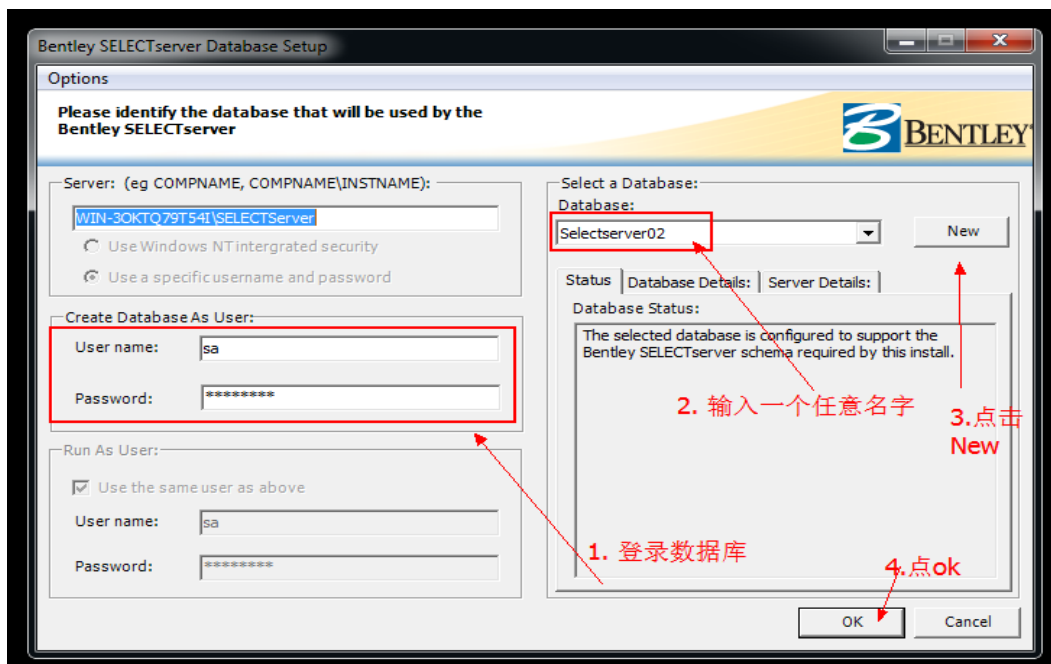 Bentley SELECTserver Database Setup
Options
Please identify the database that will be used by the
Bentley SELECTserver
BENTLEY
Server: (eg COMPNAME, COMPNAME\INSTNAME):
WIN-3OKTQ79T54I\SELECTServer
Use Windows NT intergrated security
Use a specific username and password
Create Database As User:
User name:
sa
Password:
********
Run As User:
Use the same user as above
User name:
sa
Password:
********
Select a Database:
Database:
Selectserver02
New
Status
Database Details:
Server Details:
Database Status:
The selected database is configured to support the
Bentley SELECTserver schema required by this install.
2. 输入一个任意名字
3.点击
New
1. 登录数据库
4.点ok
OK
Cancel